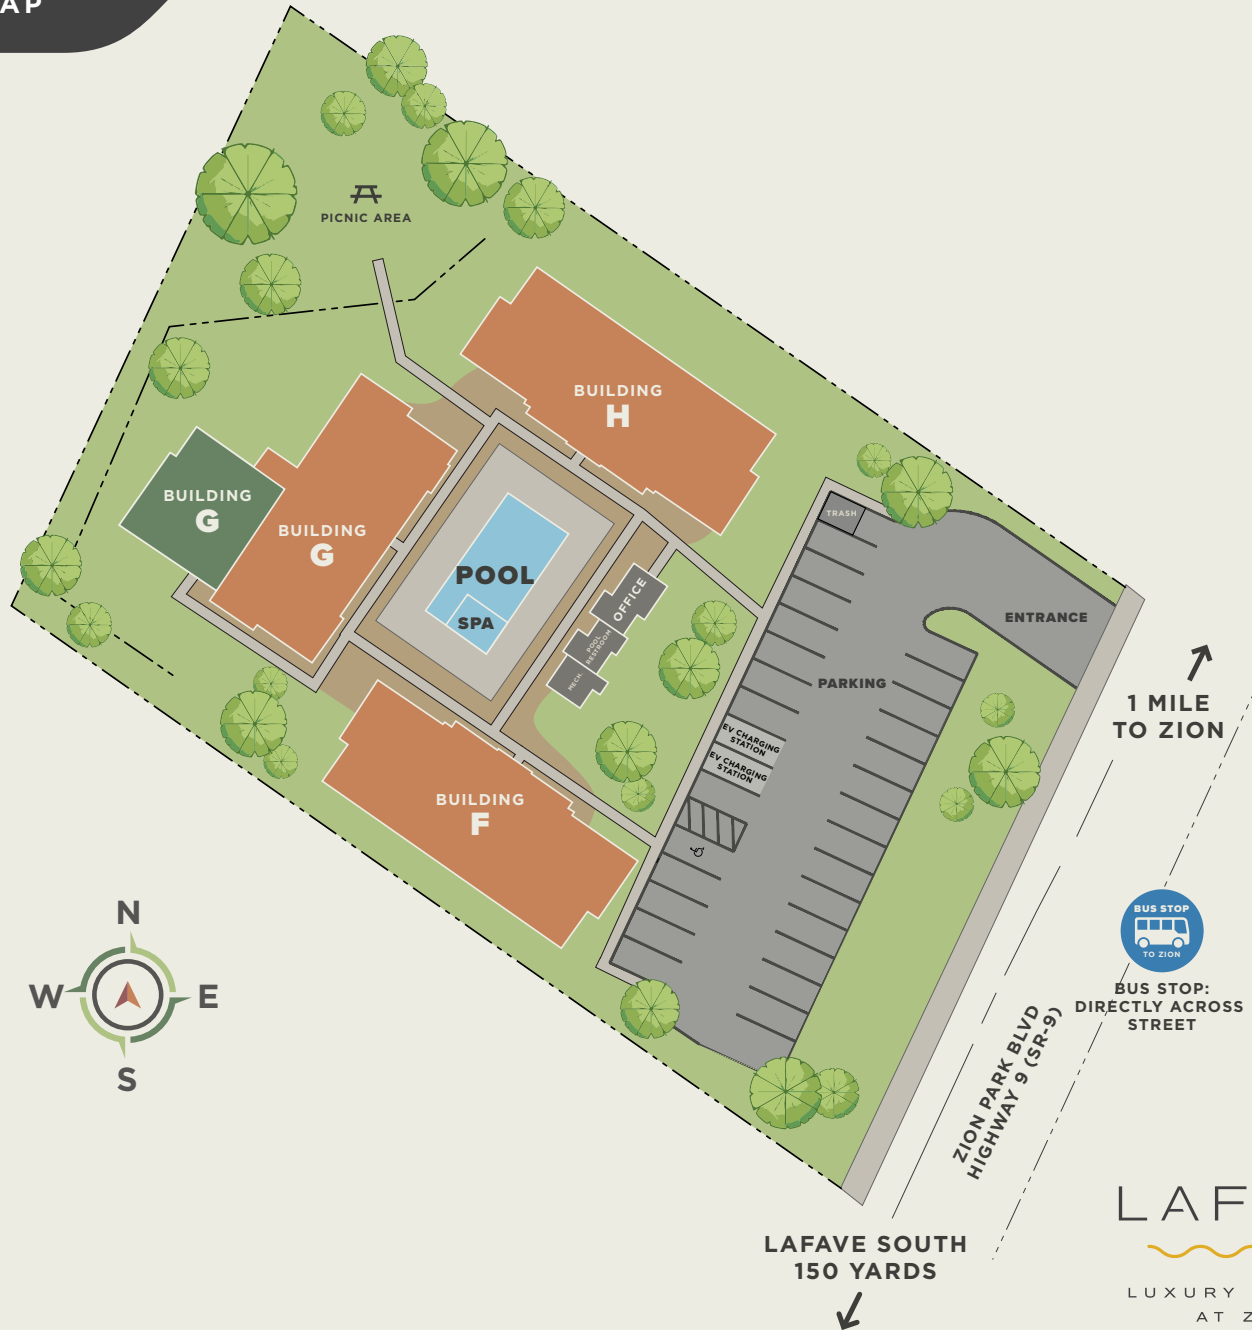 AP
PICNIC AREA
BUILDING
H
BUILDING
G
BUILDING
G
TRASH
POOL
SPA
OFFICE
POOL
RESTROOM
MECH.
ENTRANCE
PARKING
1 MILE
TO ZION
EV CHARGING
STATION
EV CHARGING
STATION
BUILDING
F
N
W
E
S
BUS STOP
TO ZION
BUS STOP:
DIRECTLY ACROSS
STREET
ZION PARK BLVD
HIGHWAY 9 (SR-9)
LAFAVE SOUTH
150 YARDS
LAF
LUXURY
AT Z